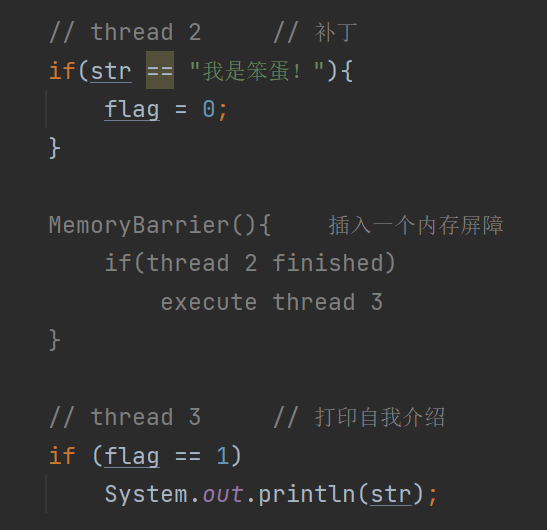 // thread 2     // 补丁
if(str == "我是笨蛋！"){
    flag = 0;
}
MemoryBarrier(){    插入一个内存屏障
    if(thread 2 finished)
        execute thread 3
}
// thread 3     // 打印自我介绍
if (flag == 1)
    System.out.println(str);